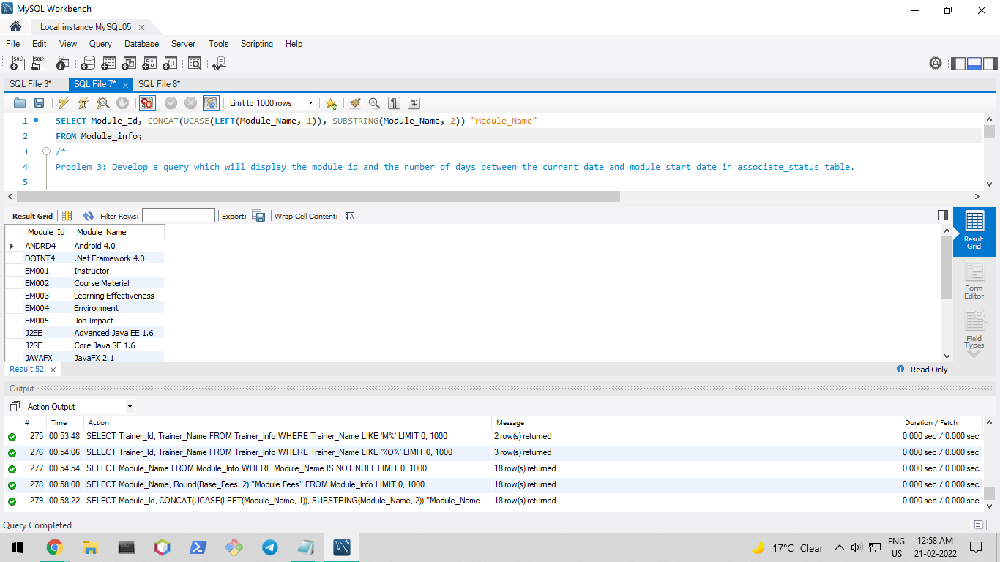 MySQL Workbench
Local instance MySQL05
File Edit View Query Database Server Tools Scripting Help
SQL File 3* SQL File 7* SQL File 8*
Limit to 1000 rows
1 SELECT Module_Id, CONCAT(UCASE(LEFT(Module_Name, 1)), SUBSTRING(Module_Name, 2)) "Module_Name"
2 FROM Module_info;
3 /*
4 Problem 3: Develop a query which will display the module id and the number of days between the current date and module start date in associate_status table.
5
Result Grid Filter Rows: Export: Wrap Cell Content:
Module_Id Module_Name
ANDRD4 Android 4.0
DOTNT4 .Net Framework 4.0
EM001 Instructor
EM002 Course Material
EM003 Learning Effectiveness
EM004 Environment
EM005 Job Impact
J2EE Advanced Java EE 1.6
J2SE Core Java SE 1.6
JAVAFX JavaFX 2.1
Result
Grid
Form
Editor
Field
Types
Result 52 Read Only
Output
Action Output
# Time Action Message Duration / Fetch
275 00:53:48 SELECT Trainer_Id, Trainer_Name FROM Trainer_Info WHERE Trainer_Name LIKE 'M%' LIMIT 0, 1000 2 row(s) returned 0.000 sec / 0.000 sec
276 00:54:06 SELECT Trainer_Id, Trainer_Name FROM Trainer_Info WHERE Trainer_Name LIKE '%O%' LIMIT 0, 1000 3 row(s) returned 0.000 sec / 0.000 sec
277 00:54:54 SELECT Module_Name FROM Module_Info WHERE Module_Name IS NOT NULL LIMIT 0, 1000 18 row(s) returned 0.000 sec / 0.000 sec
278 00:58:00 SELECT Module_Name, Round(Base_Fees, 2) "Module Fees" FROM Module_Info LIMIT 0, 1000 18 row(s) returned 0.000 sec / 0.000 sec
279 00:58:22 SELECT Module_Id, CONCAT(UCASE(LEFT(Module_Name, 1)), SUBSTRING(Module_Name, 2)) "Module_Name... 18 row(s) returned 0.000 sec / 0.000 sec
Query Completed
17°C Clear
ENG
US
12:58 AM
21-02-2022